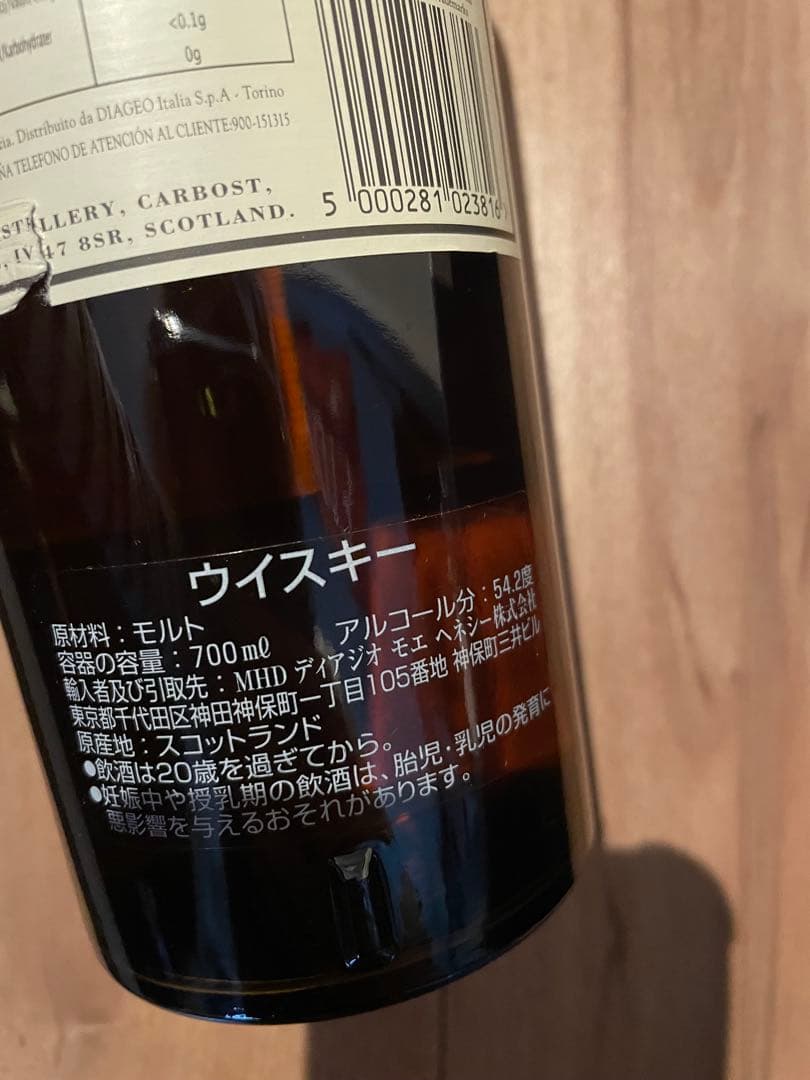 <0.1g
0g
Distribuito da DIAGEO Italia S.p.A - Torino
TELEFONO DE ATENCIÓN AL CLIENTE:900-151315
DISTILLERY, CARBOST,
IV47 8SR, SCOTLAND.
5 000281 023816
ウイスキー
原材料：モルト アルコール分：54.2度
容器の容量：700㎖
輸入者及び引取先：MHD ディアジオ モエ ヘネシー株式会社
東京都千代田区神田神保町一丁目105番地 神保町三井ビル
原産地：スコットランド
●飲酒は20歳を過ぎてから。
●妊娠中や授乳期の飲酒は、胎児・乳児の発育に
悪影響を与えるおそれがあります。